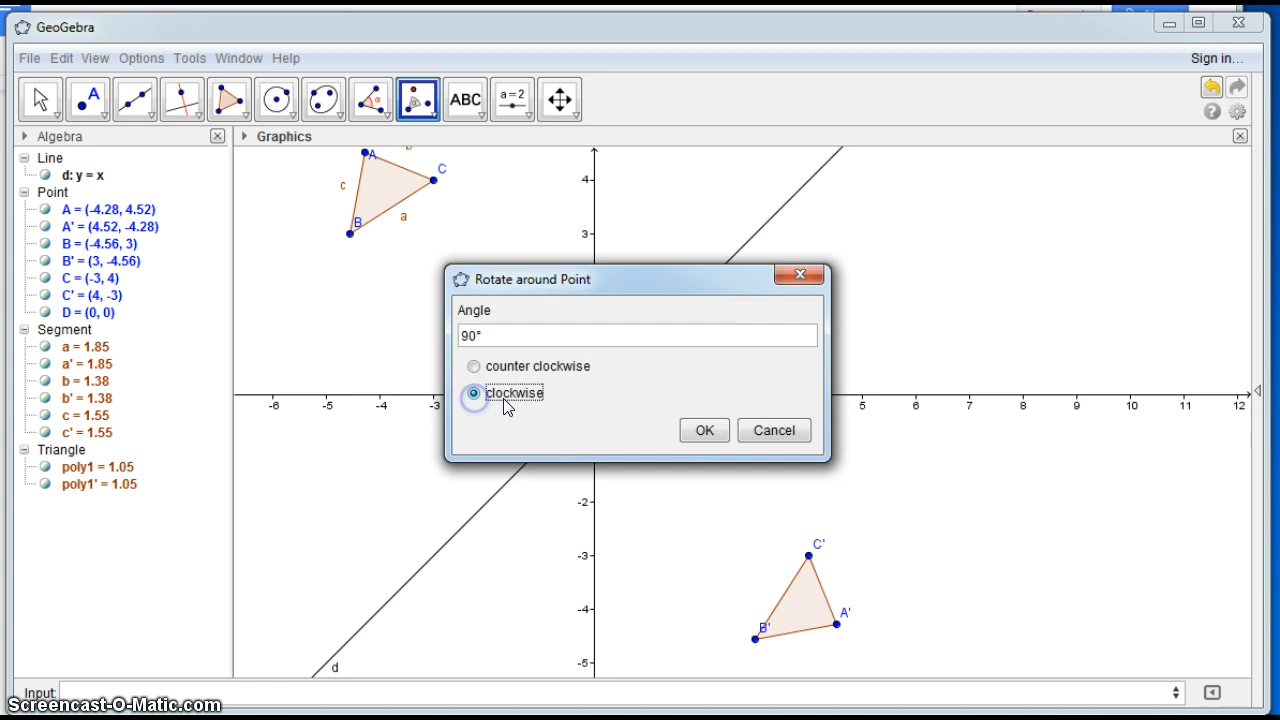 GeoGebra
File Edit View Options Tools Window Help
Sign in...
A
α
α
ABC
a=2
Algebra
Graphics
Line
d: y = x
Point
A = (-4.28, 4.52)
A' = (4.52, -4.28)
B = (-4.56, 3)
B' = (3, -4.56)
C = (-3, 4)
C' = (4, -3)
D = (0, 0)
Segment
a = 1.85
a' = 1.85
b = 1.38
b' = 1.38
c = 1.55
c' = 1.55
Triangle
poly1 = 1.05
poly1' = 1.05
b
A
C
c
B
a
4
3
Rotate around Point
Angle
90°
counter clockwise
clockwise
OK Cancel
-6 -4 -3 5 6 7 8 9 10 11 12
-2
-3
-4
-5
C'
A'
B'
d
Input:
Screencast-O-Matic.com